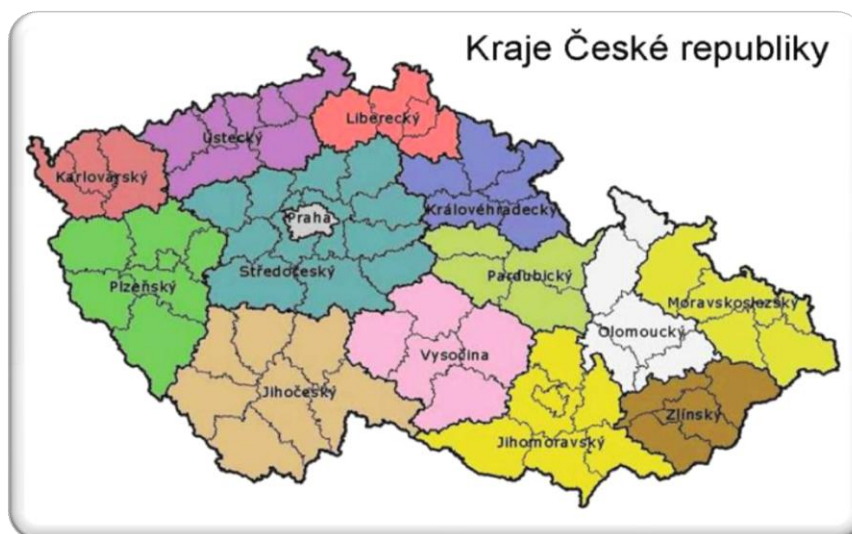 Kraje České republiky
Liberecký
Ústecký
Karlovarský
Královéhradecký
Praha
Středočeský
Pardubický
Plzeňský
Moravskoslezský
Olomoucký
Vysočina
Jihočeský
Zlínský
Jihomoravský